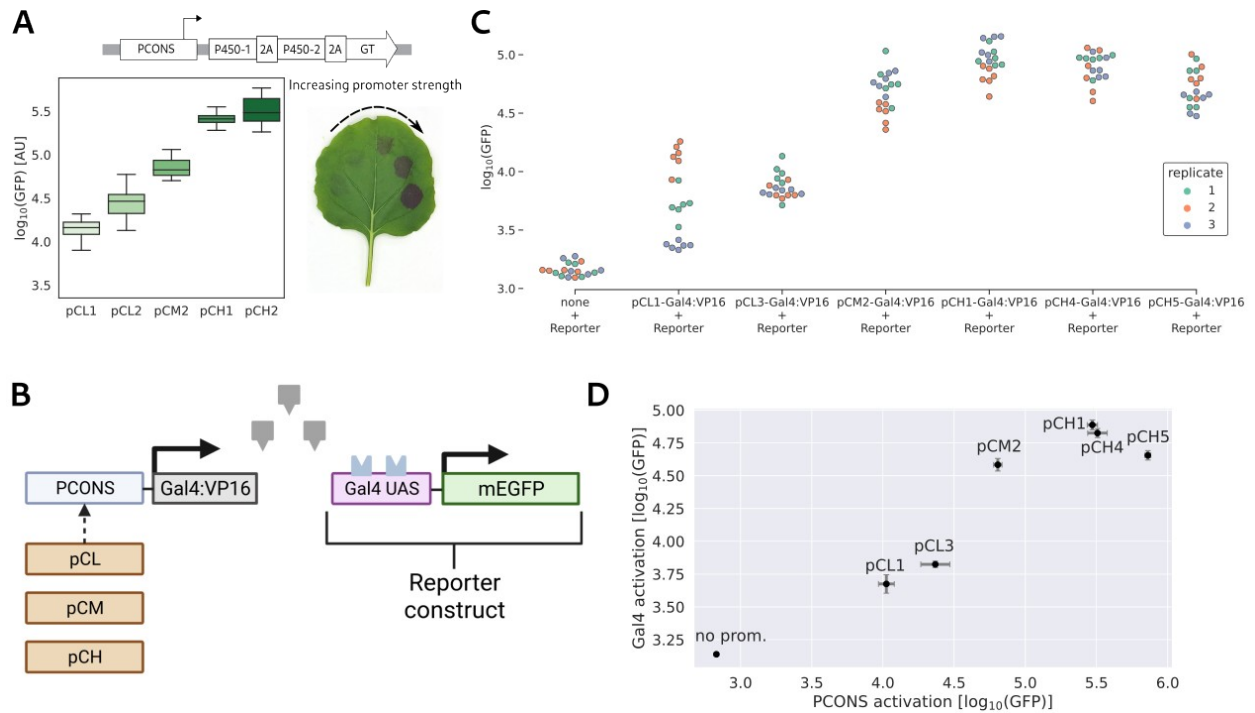 A
PCONS
P450-1
2A
P450-2
2A
GT
Increasing promoter strength
log10(GFP) [AU]
5.5
5.0
4.5
4.0
3.5
pCL1
pCL2
pCM2
pCH1
pCH2
C
log10(GFP)
5.0
4.5
4.0
3.5
3.0
replicate
1
2
3
none pCL1-Gal4:VP16 pCL3-Gal4:VP16 pCM2-Gal4:VP16 pCH1-Gal4:VP16 pCH4-Gal4:VP16 pCH5-Gal4:VP16
+ + + + + + +
Reporter Reporter Reporter Reporter Reporter Reporter Reporter
B
PCONS
Gal4:VP16
Gal4 UAS
mEGFP
pCL
pCM
pCH
Reporter
construct
D
Gal4 activation [log10(GFP)]
5.00
4.75
4.50
4.25
4.00
3.75
3.50
3.25
no prom.
pCL1
pCL3
pCM2
pCH1
pCH4
pCH5
3.0
4.0
4.5
5.0
5.5
6.0
PCONS activation [log10(GFP)]